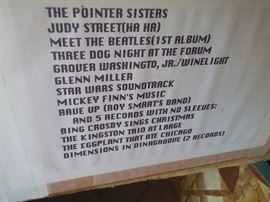 THE POINTER SISTERS
JUDY STREET(HA HA)
MEET THE BEATLES(1ST ALBUM)
THREE DOG NIGHT AT THE FORUM
GROVER WASHINGTO, JR./WINELIGHT
GLENN MILLER
STAR WARS SOUNDTRACK
MICKEY FINN'S MUSIC
RAVE UP (ROY SMART'S BAND)
AND 5 RECORDS WITH NO SLEEVES:
BING CROSBY SINGS CHRISTMAS
THE KINGSTON TRIO AT LARGE
THE EGGPLANT THAT ATE CHICAGO
DIMENSIONS IN DINAGROOVE (2 RECORDS)